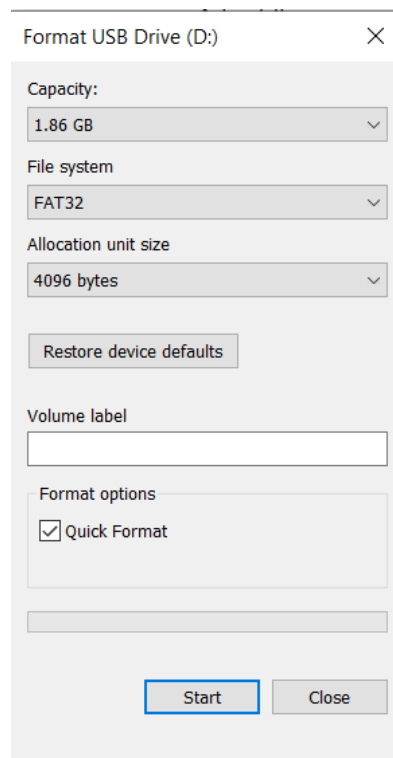 Format USB Drive (D:)
Capacity:
1.86 GB
File system
FAT32
Allocation unit size
4096 bytes
Restore device defaults
Volume label
Format options
Quick Format
Start Close